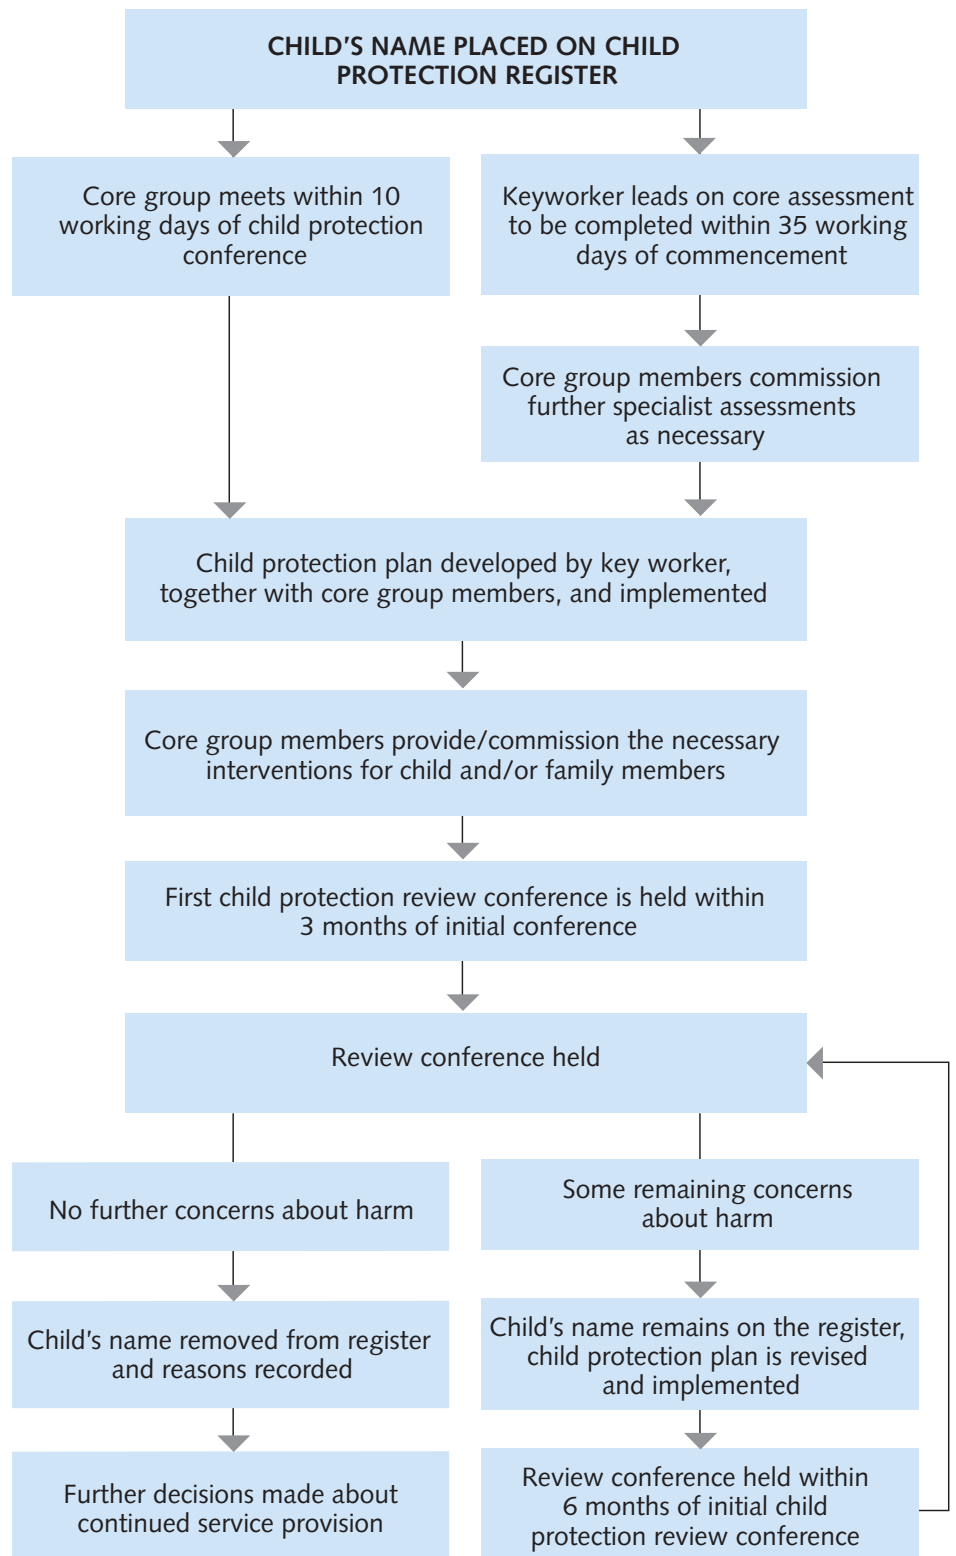 CHILD’S NAME PLACED ON CHILD
PROTECTION REGISTER
Core group meets within 10
working days of child protection
conference
Keyworker leads on core assessment
to be completed within 35 working
days of commencement
Core group members commission
further specialist assessments
as necessary
Child protection plan developed by key worker,
together with core group members, and implemented
Core group members provide/commission the necessary
interventions for child and/or family members
First child protection review conference is held within
3 months of initial conference
Review conference held
No further concerns about harm
Some remaining concerns
about harm
Child’s name removed from register
and reasons recorded
Child’s name remains on the register,
child protection plan is revised
and implemented
Further decisions made about
continued service provision
Review conference held within
6 months of initial child
protection review conference